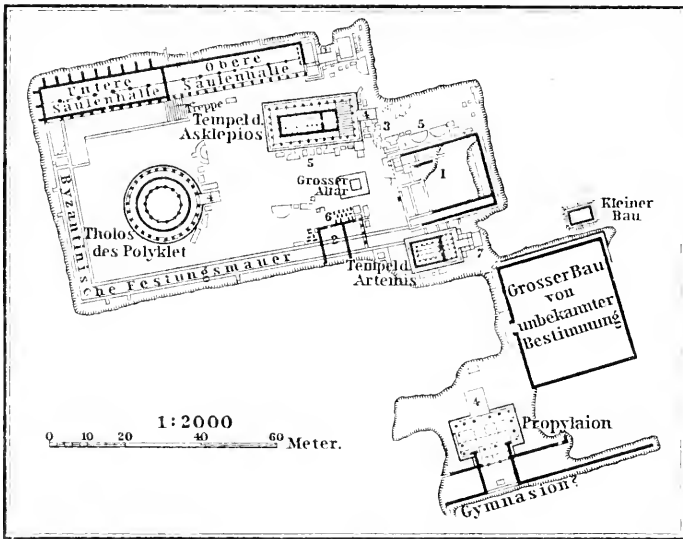 Untere
Säulenhalle
Obere
Säulenhalle
Treppe
Tempel d.
Asklepios
3
5
5
1
Grosser
Altar
Kleiner
Bau
Byzantinische Festungsmauer
Tholos
des Polyklet
6
2
Tempel d.
Artemis
7
Grosser Bau
von
unbekannter
Bestimmung
4
Propylaion
Gymnasion?
1:2000
0 10 20 40 60 Meter.